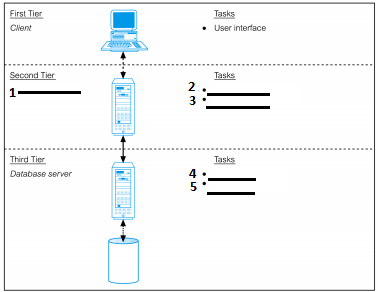 First Tier
Tasks
Client
• User interface
Second Tier
Tasks
1
2 •
3 •
Third Tier
Tasks
Database server
4 •
5 •